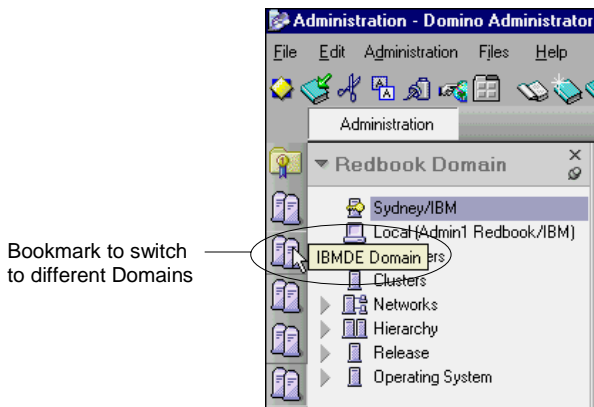 Administration - Domino Administrator
File Edit Administration Files Help
Administration
Redbook Domain
Sydney/IBM
Local (Admin1 Redbook/IBM)
Bookmark to switch
to different Domains
IBMDE Domain
Clusters
Networks
Hierarchy
Release
Operating System